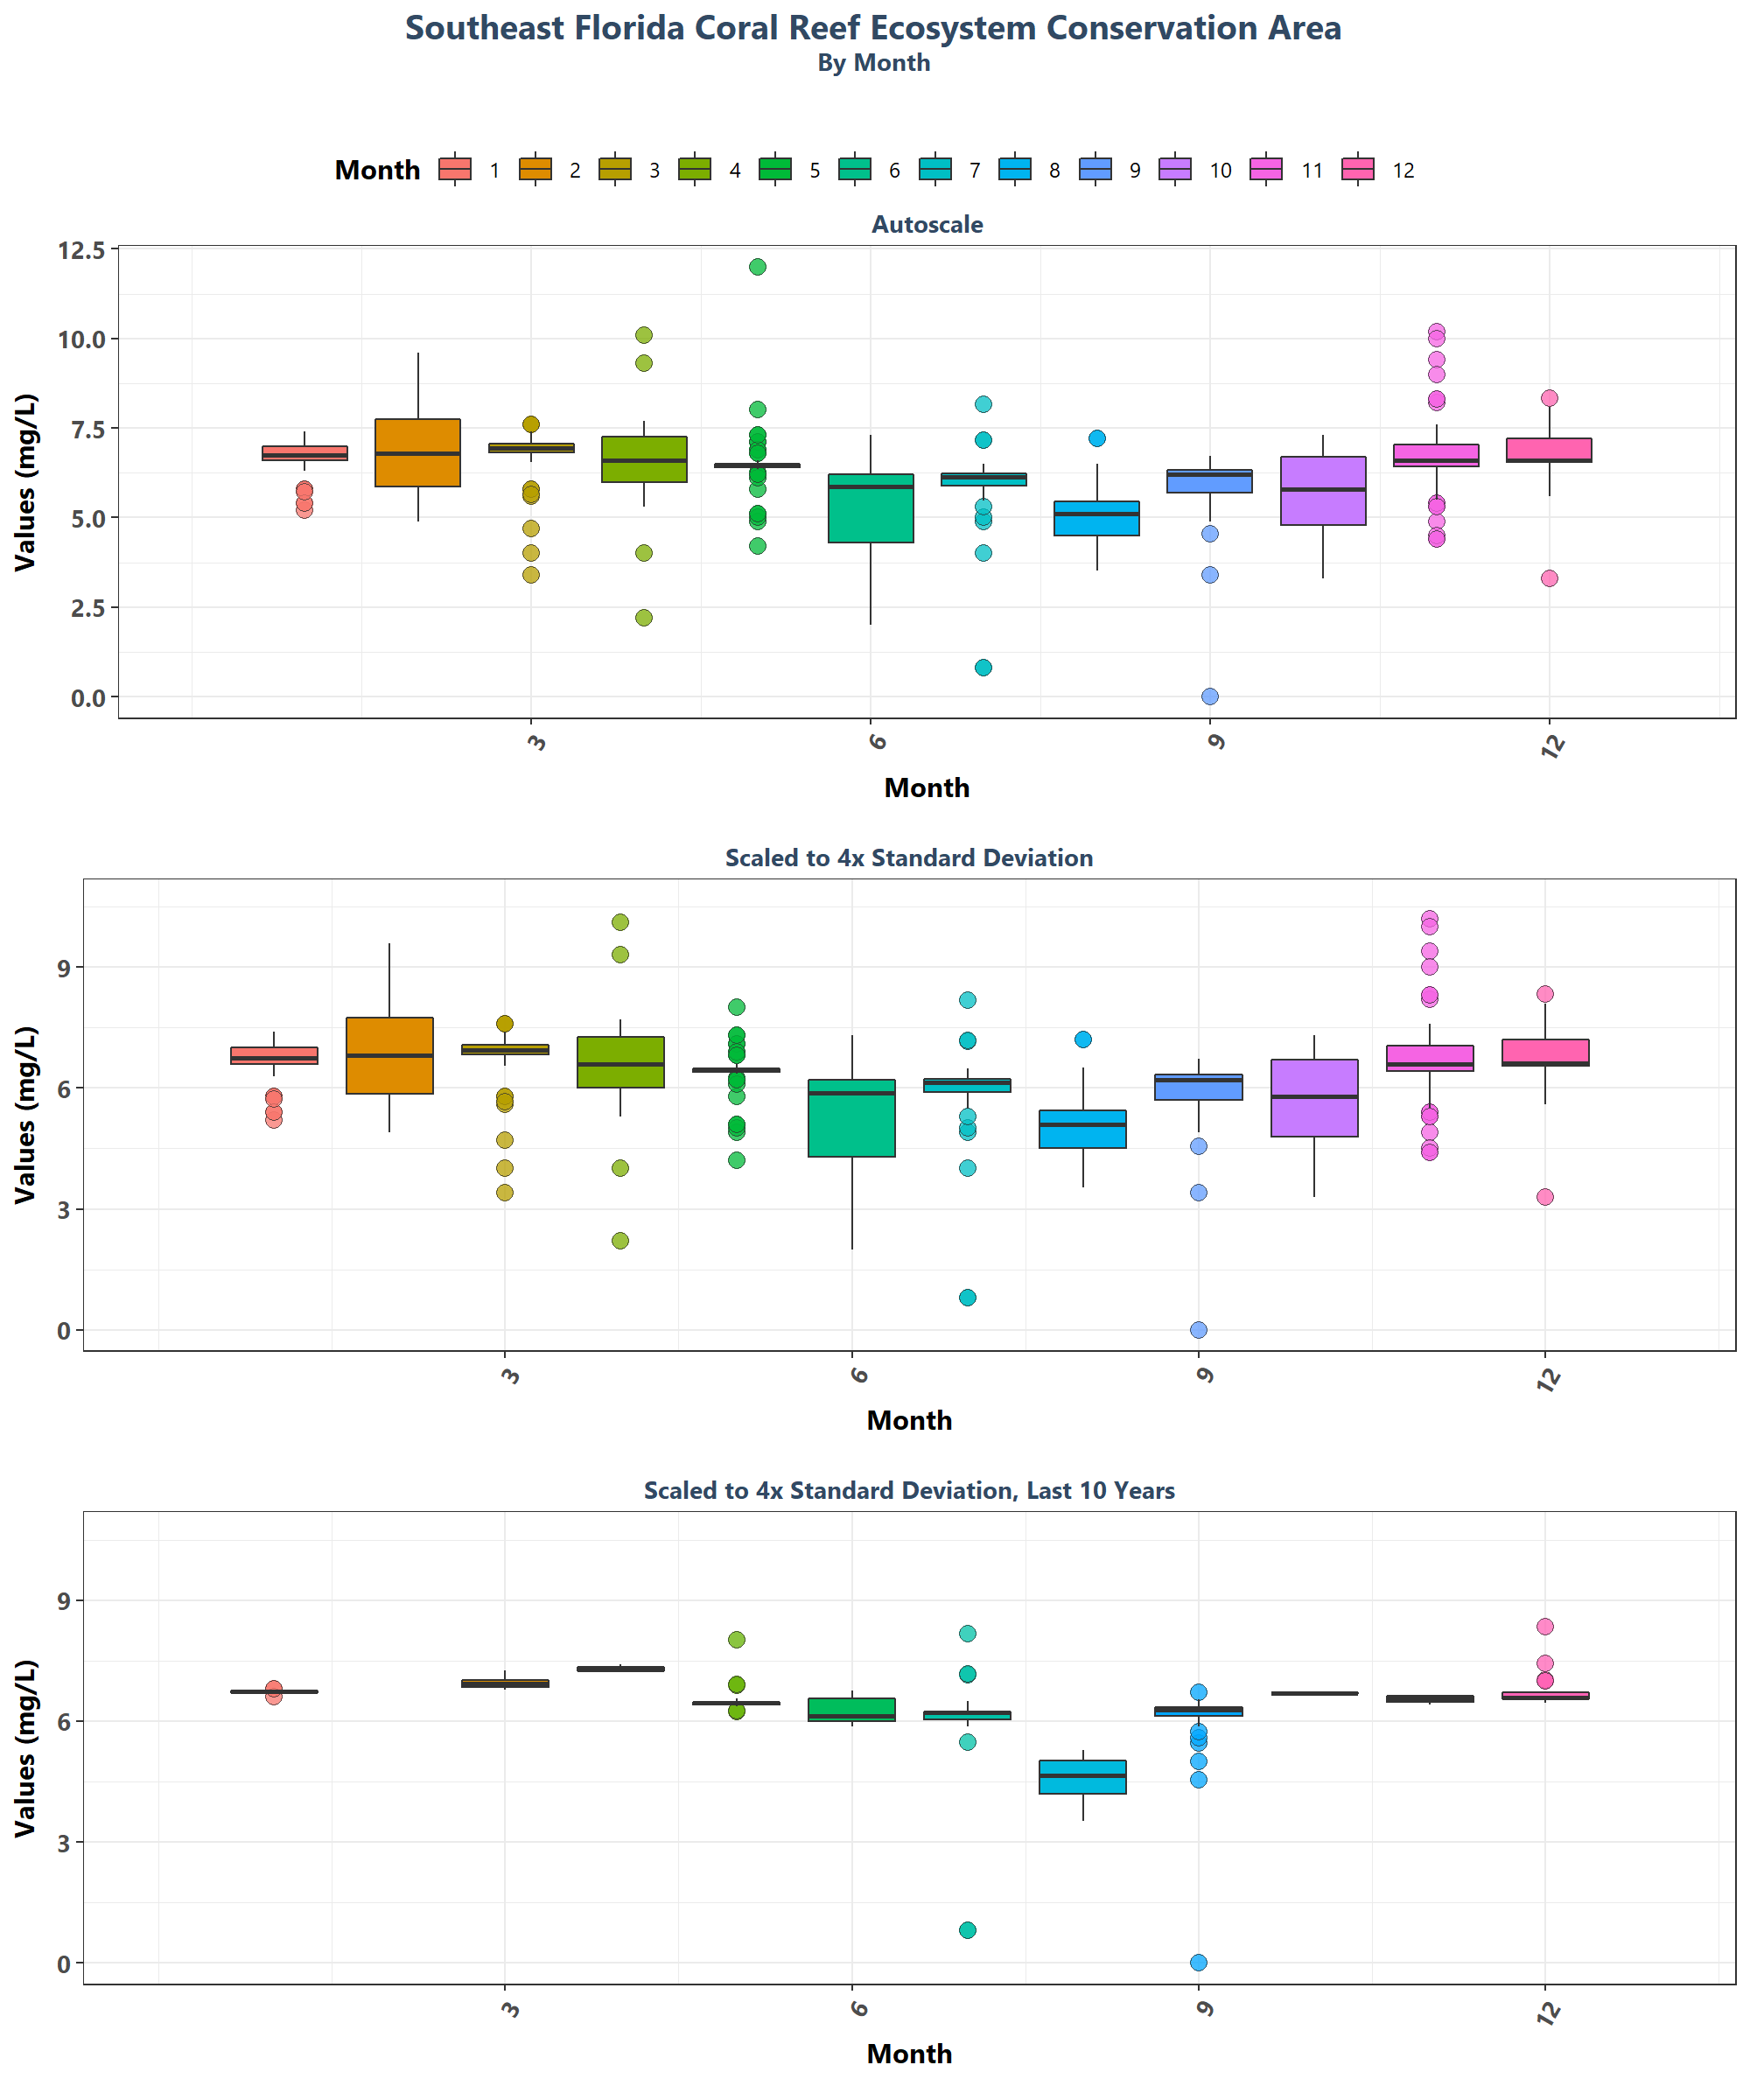 Southeast Florida Coral Reef Ecosystem Conservation Area
By Month
Month 1 2 3 4 5 6 7 8 9 10 11 12
Autoscale
Values (mg/L)
12.5
10.0
7.5
5.0
2.5
0.0
3 6 9 12
Month
Scaled to 4x Standard Deviation
Values (mg/L)
9
6
3
0
3 6 9 12
Month
Scaled to 4x Standard Deviation, Last 10 Years
Values (mg/L)
9
6
3
0
3 6 9 12
Month